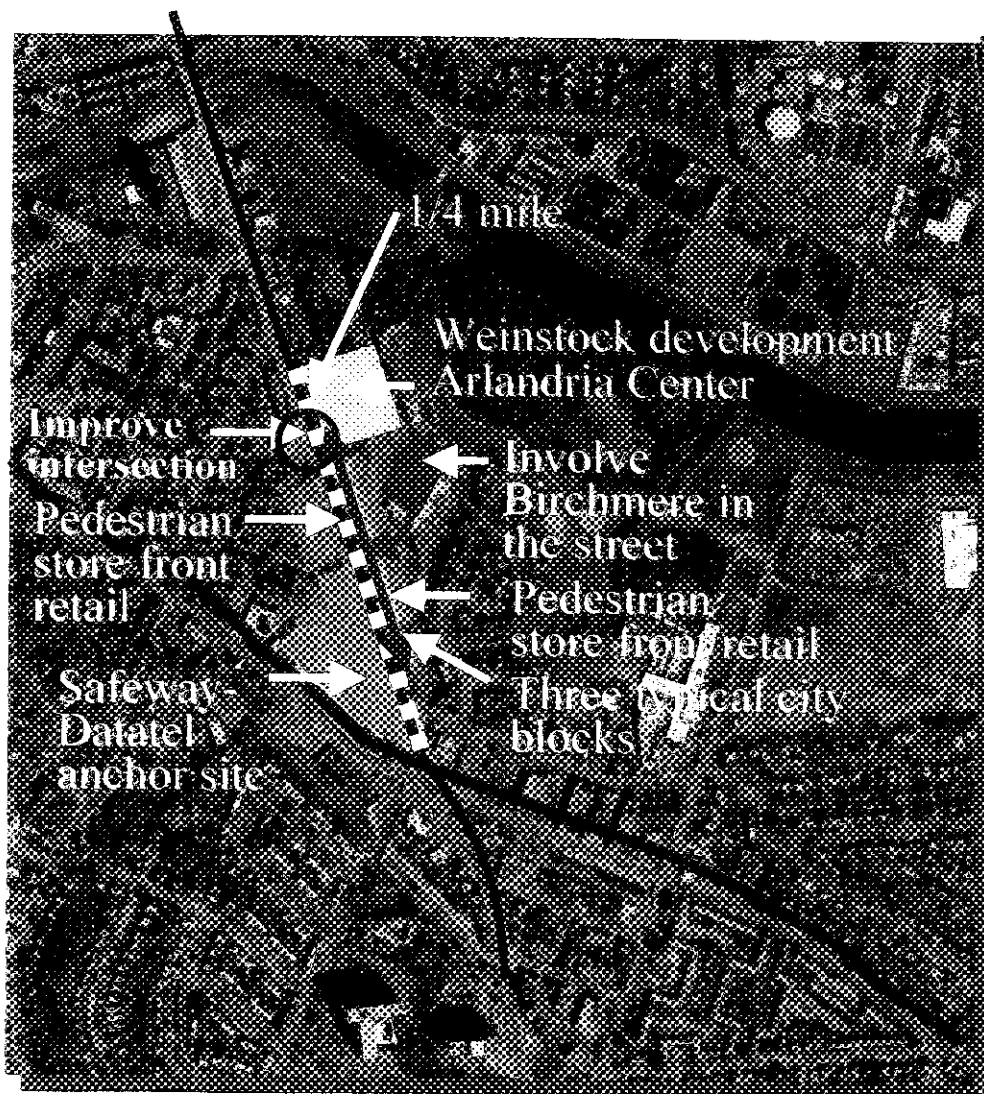 1/4 mile
Weinstock development
Arlandria Center
Improve
intersection
Involve
Birchmere in
the street
Pedestrian
store front
retail
Pedestrian
store front retail
Safeway-
Datatel
anchor site
Three typical city
blocks